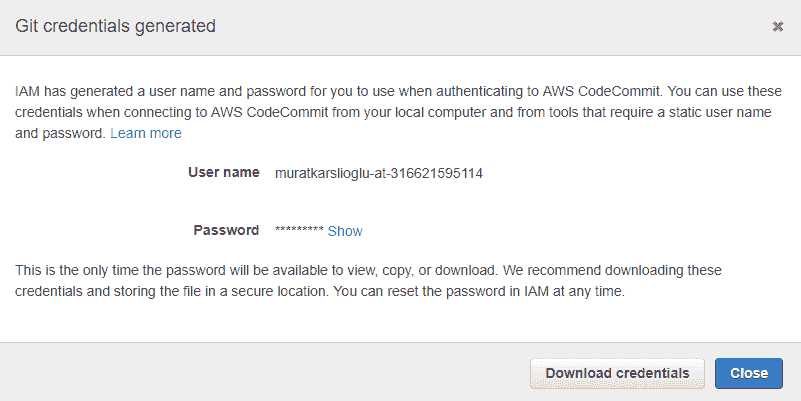 Git credentials generated
IAM has generated a user name and password for you to use when authenticating to AWS CodeCommit. You can use these
credentials when connecting to AWS CodeCommit from your local computer and from tools that require a static user name
and password. Learn more
User name muratkarslioglu-at-316621595114
Password ********* Show
This is the only time the password will be available to view, copy, or download. We recommend downloading these
credentials and storing the file in a secure location. You can reset the password in IAM at any time.
Download credentials Close